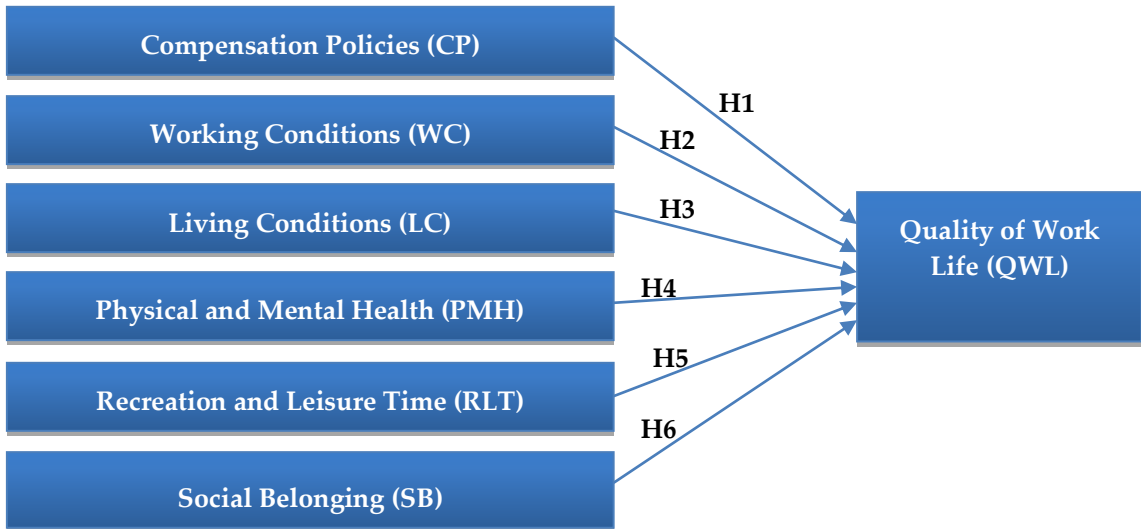 Compensation Policies (CP)
H1
Working Conditions (WC)
H2
Living Conditions (LC)
H3
Quality of Work
Life (QWL)
Physical and Mental Health (PMH)
H4
Recreation and Leisure Time (RLT)
H5
H6
Social Belonging (SB)